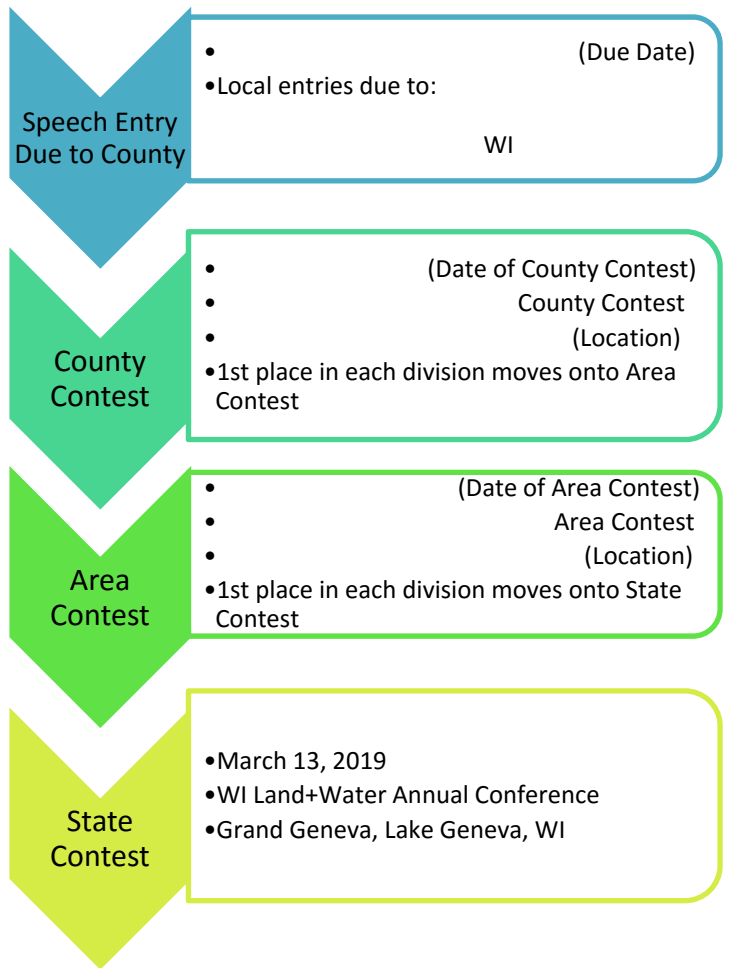 Speech Entry
Due to County
• (Due Date)
•Local entries due to:
WI
County
Contest
• (Date of County Contest)
• County Contest
• (Location)
•1st place in each division moves onto Area
Contest
Area
Contest
• (Date of Area Contest)
• Area Contest
• (Location)
•1st place in each division moves onto State
Contest
State
Contest
•March 13, 2019
•WI Land+Water Annual Conference
•Grand Geneva, Lake Geneva, WI